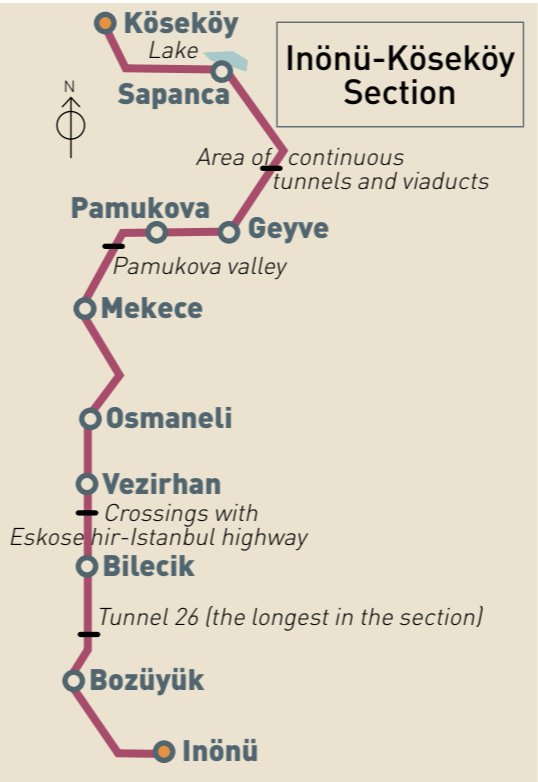 Köseköy
Lake
Inönü-Köseköy
Section
Sapanca
N
Area of continuous
tunnels and viaducts
Pamukova
Geyve
Pamukova valley
Mekece
Osmaneli
Vezirhan
Crossings with
Eskosehir-Istanbul highway
Bilecik
Tunnel 26 (the longest in the section)
Bozüyük
Inönü